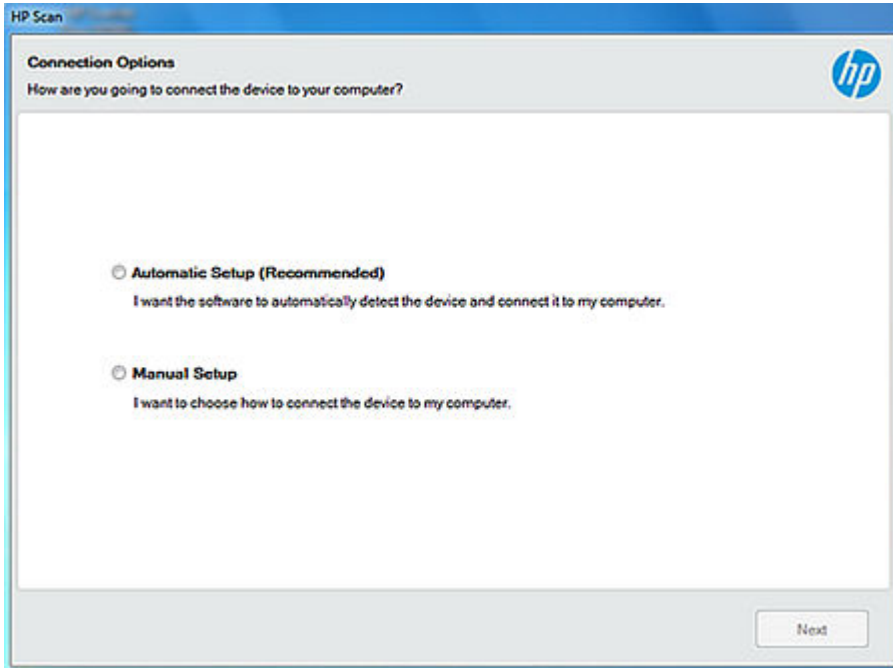 HP Scan
Connection Options
How are you going to connect the device to your computer?
hp
Automatic Setup (Recommended)
I want the software to automatically detect the device and connect it to my computer.
Manual Setup
I want to choose how to connect the device to my computer.
Next